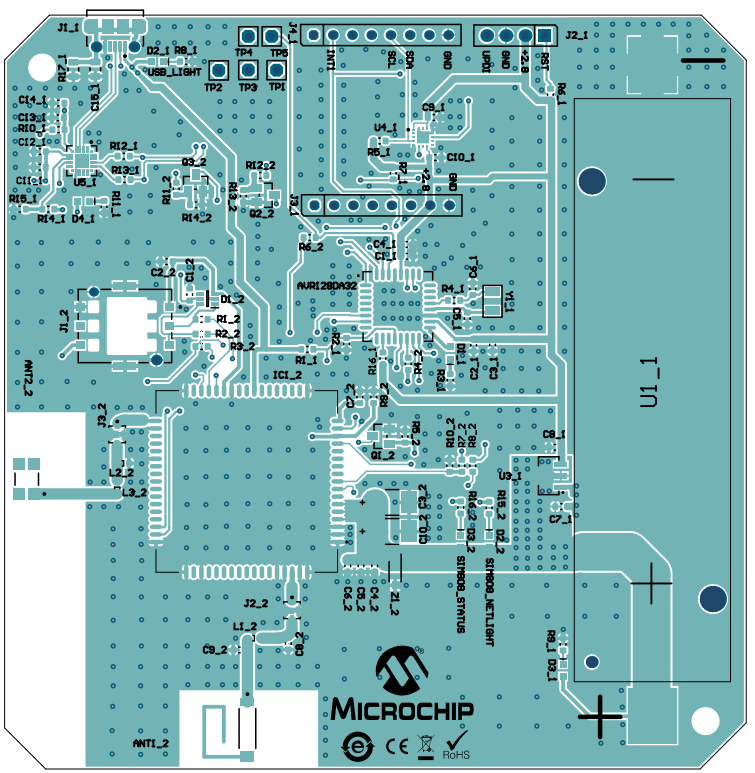 J1_1
J4_1
J2_1
TP4
TP5
INT1
SCL
SDA
GND
UPDI
GND
+2.8
RST
R17_1
D2_1
R8_1
USB_LIGHT
C15_1
TP2
TP3
TP1
R6_1
C14_1
C13_1
R10_1
C12_1
C9_1
U4_1
R5_1
C10_1
R12_1
Q3_2
R12_2
U5_1
R13_1
C11_1
R7_1
+2.8
GND
R11_2
R13_2
R15_1
R14_1
D4_1
R11_1
R14_2
Q2_2
J3_1
R6_2
C4_1
C1_1
C2_2
C1_2
AVR128DA32
R4_1
C6_1
Y1_1
D1_2
R1_2
R2_2
R3_2
J1_2
C5_1
ANT2_2
R1_1
R2_1
R16_1
R4_2
D1_1
R3_1
C2_1
C3_1
U1_1
IC1_2
C7_2
R9_2
J3_2
R5_2
Q1_2
R10_2
R7_2
R8_2
C8_1
U3_1
L2_2
L3_2
C3_2
C10_2
R16_2
R15_2
C7_1
D3_2
D2_2
SIM808_STATUS
SIM808_NETLIGHT
C6_2
C5_2
C4_2
Z1_2
J2_2
L1_2
C9_2
C8_2
R9_1
D3_1
MICROCHIP
ANT1_2
e
CE
RoHS